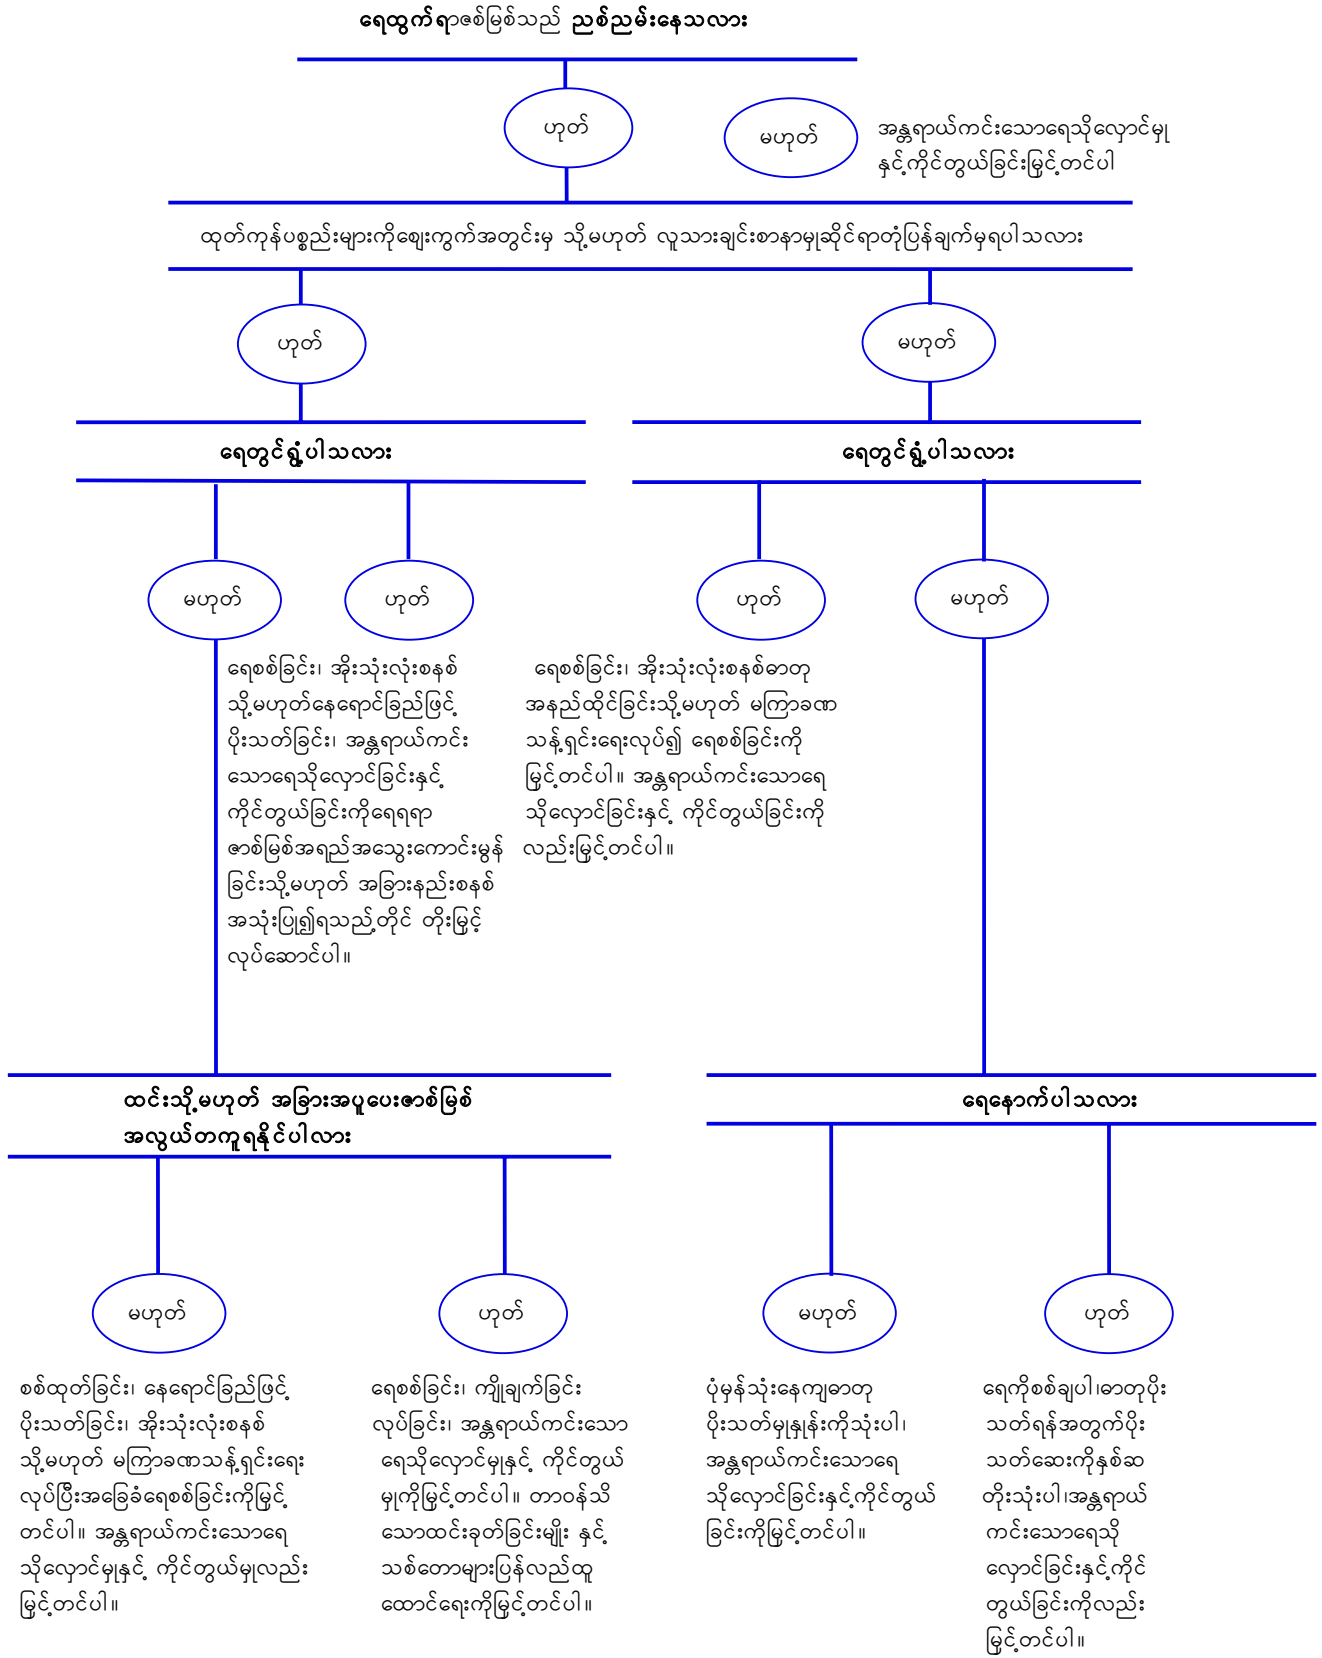 ရေထွက်ရာဇစ်မြစ်သည် ညစ်ညမ်းနေသလား
ဟုတ်
မဟုတ်
အန္တရာယ်ကင်းသောရေသိုလှောင်မှု
နှင့်ကိုင်တွယ်ခြင်းမြှင့်တင်ပါ
ထုတ်ကုန်ပစ္စည်းများကိုဈေးကွက်အတွင်းမှ သို့မဟုတ် လူသားချင်းစာနာမှုဆိုင်ရာတုံ့ပြန်ချက်မှရပါသလား
ဟုတ်
မဟုတ်
ရေတွင်ရွှံ့ပါသလား
ရေတွင်ရွှံ့ပါသလား
မဟုတ်
ဟုတ်
ဟုတ်
မဟုတ်
ရေစစ်ခြင်း၊ အိုးသုံးလုံးစနစ်
သို့မဟုတ်နေရောင်ခြည်ဖြင့်
ပိုးသတ်ခြင်း၊ အန္တရာယ်ကင်း
သောရေသိုလှောင်ခြင်းနှင့်
ကိုင်တွယ်ခြင်းကိုရေရရာ
ဇာစ်မြစ်အရည်အသွေးကောင်းမွန်
ခြင်းသို့မဟုတ် အခြားနည်းစနစ်
အသုံးပြု၍ရသည့်တိုင် တိုးမြှင့်
လုပ်ဆောင်ပါ။
ရေစစ်ခြင်း၊ အိုးသုံးလုံးစနစ်ဓာတု
အနည်ထိုင်ခြင်းသို့မဟုတ် မကြာခဏ
သန့်ရှင်းရေးလုပ်၍ ရေစစ်ခြင်းကို
မြှင့်တင်ပါ။ အန္တရာယ်ကင်းသောရေ
သိုလှောင်ခြင်းနှင့် ကိုင်တွယ်ခြင်းကို
လည်းမြှင့်တင်ပါ။
ထင်းသို့မဟုတ် အခြားအပူပေးဇာစ်မြစ်
အလွယ်တကူရနိုင်ပါလား
ရေနောက်ပါသလား
မဟုတ်
ဟုတ်
မဟုတ်
ဟုတ်
စစ်ထုတ်ခြင်း၊ နေရောင်ခြည်ဖြင့်
ပိုးသတ်ခြင်း၊ အိုးသုံးလုံးစနစ်
သို့မဟုတ် မကြာခဏသန့်ရှင်းရေး
လုပ်ပြီးအခြေခံရေစစ်ခြင်းကိုမြှင့်
တင်ပါ။ အန္တရာယ်ကင်းသောရေ
သိုလှောင်မှုနှင့် ကိုင်တွယ်မှုလည်း
မြှင့်တင်ပါ။
ရေစစ်ခြင်း၊ ကျိုချက်ခြင်း
လုပ်ခြင်း၊ အန္တရာယ်ကင်းသော
ရေသိုလှောင်မှုနှင့် ကိုင်တွယ်
မှုကိုမြှင့်တင်ပါ။ တာဝန်သိ
သောထင်းခုတ်ခြင်းမျိုး နှင့်
သစ်တောများပြန်လည်ထူ
ထောင်ရေးကိုမြှင့်တင်ပါ။
ပုံမှန်သုံးနေကျဓာတု
ပိုးသတ်မှုနှုန်းကိုသုံးပါ၊
အန္တရာယ်ကင်းသောရေ
သိုလှောင်ခြင်းနှင့်ကိုင်တွယ်
ခြင်းကိုမြှင့်တင်ပါ။
ရေကိုစစ်ချပါ၊ဓာတုပိုး
သတ်ရန်အတွက်ပိုး
သတ်ဆေးကိုနှစ်ဆ
တိုးသုံးပါ၊အန္တရာယ်
ကင်းသောရေသို
လှောင်ခြင်းနှင့်ကိုင်
တွယ်ခြင်းကိုလည်း
မြှင့်တင်ပါ။